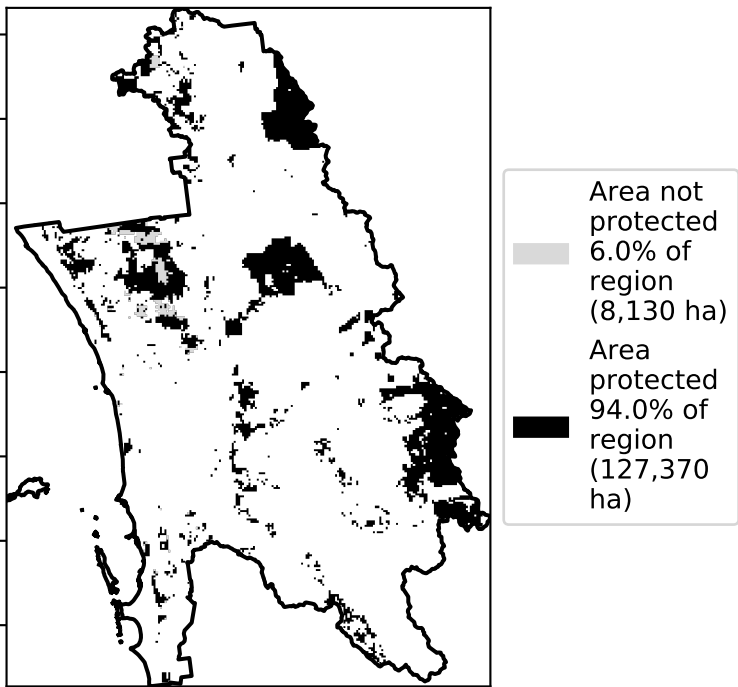 Area not
protected
6.0% of
region
(8,130 ha)
Area
protected
94.0% of
region
(127,370
ha)